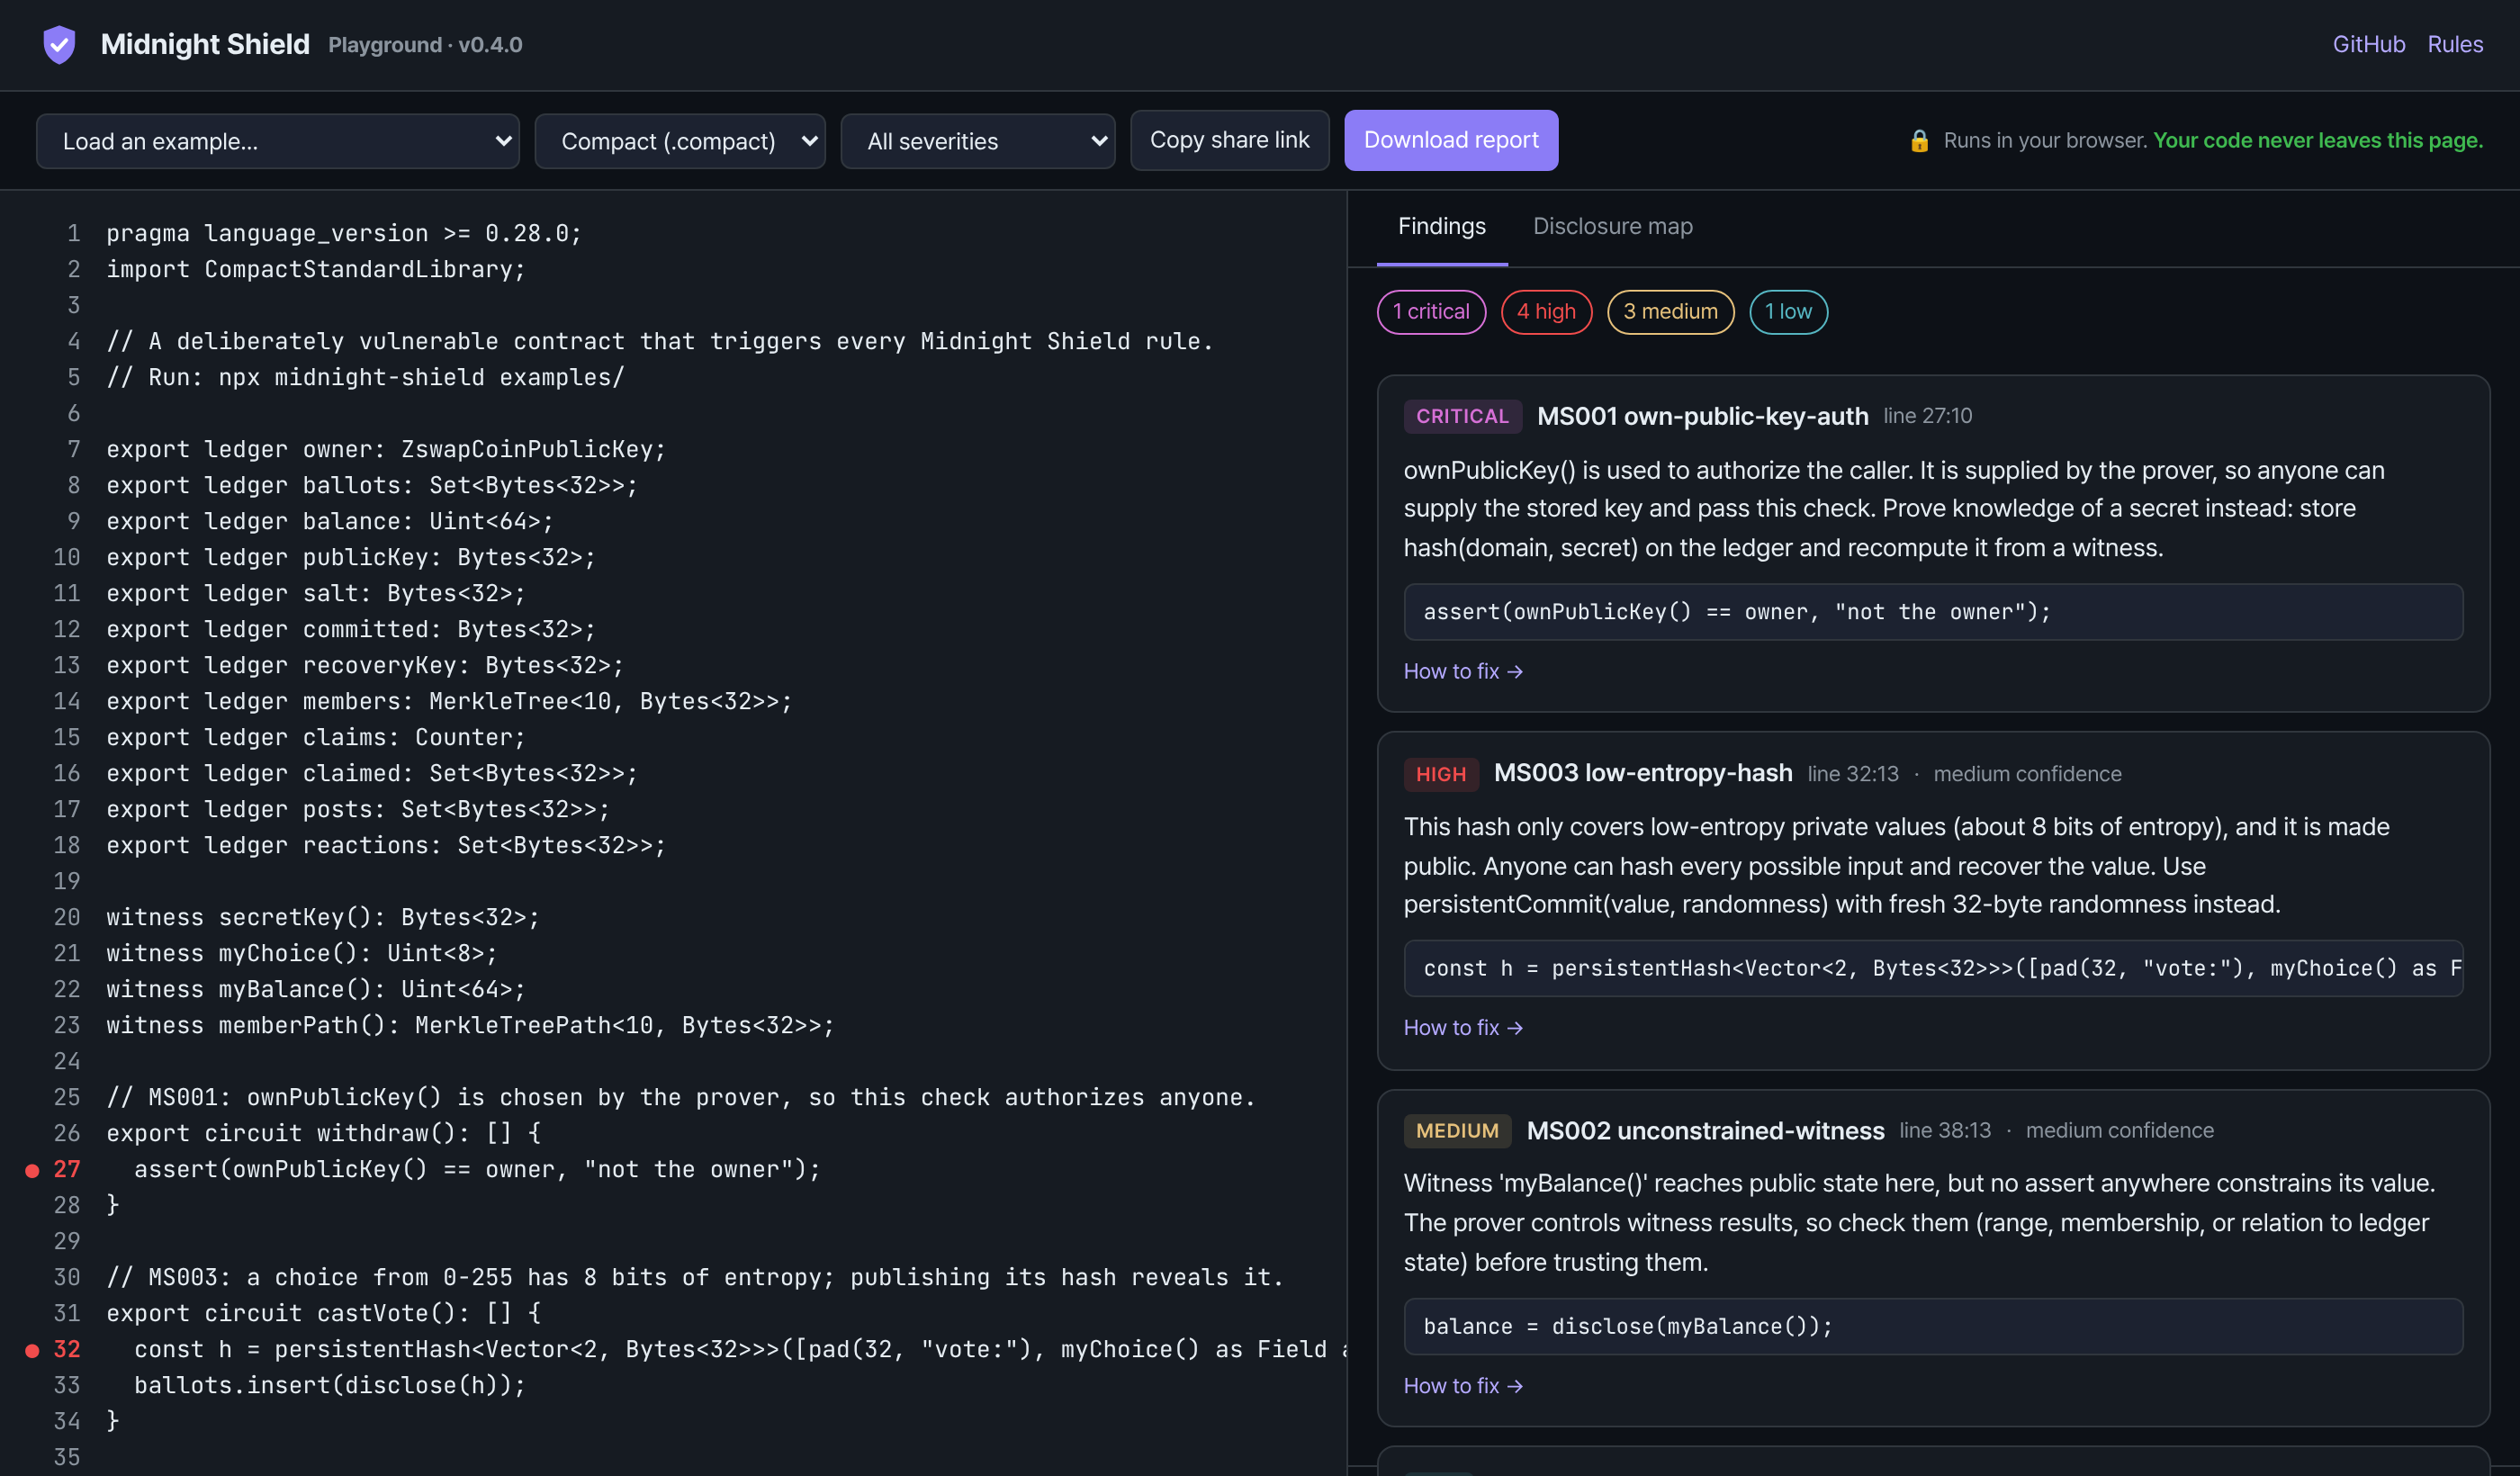 Midnight Shield Playground · v0.4.0
GitHub Rules
Load an example...
Compact (.compact)
All severities
Copy share link
Download report
🔒 Runs in your browser. Your code never leaves this page.
1 pragma language_version >= 0.28.0;
2 import CompactStandardLibrary;
3
4 // A deliberately vulnerable contract that triggers every Midnight Shield rule.
5 // Run: npx midnight-shield examples/
6
7 export ledger owner: ZswapCoinPublicKey;
8 export ledger ballots: Set<Bytes<32>>;
9 export ledger balance: Uint<64>;
10 export ledger publicKey: Bytes<32>;
11 export ledger salt: Bytes<32>;
12 export ledger committed: Bytes<32>;
13 export ledger recoveryKey: Bytes<32>;
14 export ledger members: MerkleTree<10, Bytes<32>>;
15 export ledger claims: Counter;
16 export ledger claimed: Set<Bytes<32>>;
17 export ledger posts: Set<Bytes<32>>;
18 export ledger reactions: Set<Bytes<32>>;
19
20 witness secretKey(): Bytes<32>;
21 witness myChoice(): Uint<8>;
22 witness myBalance(): Uint<64>;
23 witness memberPath(): MerkleTreePath<10, Bytes<32>>;
24
25 // MS001: ownPublicKey() is chosen by the prover, so this check authorizes anyone.
26 export circuit withdraw(): [] {
27   assert(ownPublicKey() == owner, "not the owner");
28 }
29
30 // MS003: a choice from 0-255 has 8 bits of entropy; publishing its hash reveals it.
31 export circuit castVote(): [] {
32   const h = persistentHash<Vector<2, Bytes<32>>>([pad(32, "vote:"), myChoice() as Field
33   ballots.insert(disclose(h));
34 }
35
Findings
Disclosure map
1 critical
4 high
3 medium
1 low
CRITICAL MS001 own-public-key-auth line 27:10
ownPublicKey() is used to authorize the caller. It is supplied by the prover, so anyone can
supply the stored key and pass this check. Prove knowledge of a secret instead: store
hash(domain, secret) on the ledger and recompute it from a witness.
assert(ownPublicKey() == owner, "not the owner");
How to fix →
HIGH MS003 low-entropy-hash line 32:13 · medium confidence
This hash only covers low-entropy private values (about 8 bits of entropy), and it is made
public. Anyone can hash every possible input and recover the value. Use
persistentCommit(value, randomness) with fresh 32-byte randomness instead.
const h = persistentHash<Vector<2, Bytes<32>>>([pad(32, "vote:"), myChoice() as F
How to fix →
MEDIUM MS002 unconstrained-witness line 38:13 · medium confidence
Witness 'myBalance()' reaches public state here, but no assert anywhere constrains its value.
The prover controls witness results, so check them (range, membership, or relation to ledger
state) before trusting them.
balance = disclose(myBalance());
How to fix →